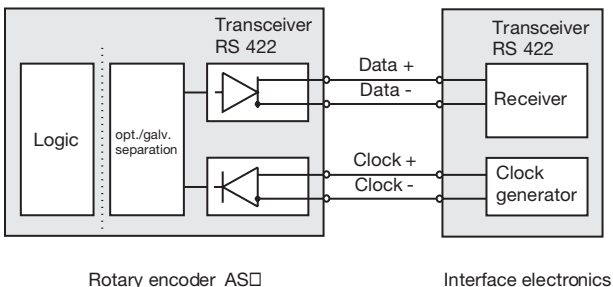 Transceiver
RS 422
Logic
opt./galv.
separation
Data +
Data -
Clock +
Clock -
Transceiver
RS 422
Receiver
Clock
generator
Rotary encoder AS□
Interface electronics